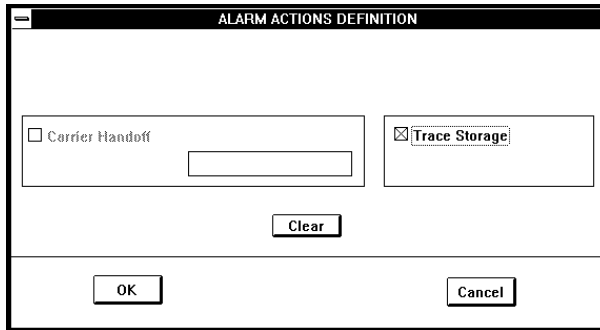 ALARM ACTIONS DEFINITION
Carrier Handoff
Trace Storage
Clear
OK
Cancel